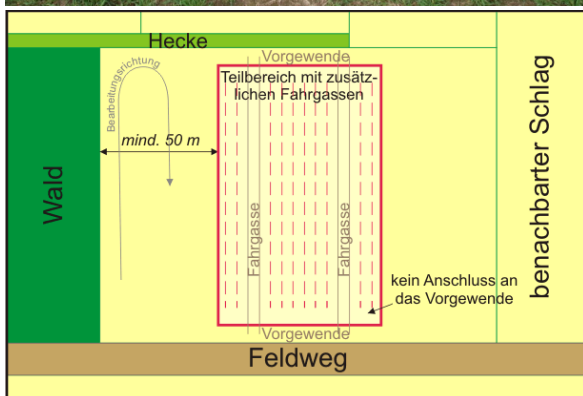 Hecke
Vorgewende
Teilbereich mit zusätz-
lichen Fahrgassen
Bearbeitungsrichtung
mind. 50 m
Wald
Fahrgasse
Fahrgasse
benachbarter Schlag
kein Anschluss an
das Vorgewende
Vorgewende
Feldweg